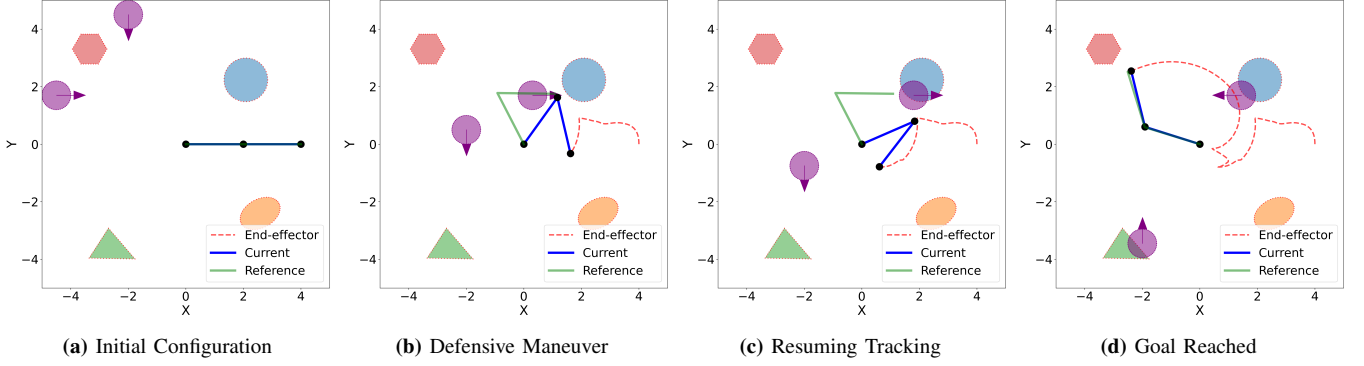 4
2
0
−2
−4
Y
−4
−2
0
2
4
X
End-effector
Current
Reference
(a) Initial Configuration
4
2
0
−2
−4
Y
−4
−2
0
2
4
X
End-effector
Current
Reference
(b) Defensive Maneuver
4
2
0
−2
−4
Y
−4
−2
0
2
4
X
End-effector
Current
Reference
(c) Resuming Tracking
4
2
0
−2
−4
Y
−4
−2
0
2
4
X
End-effector
Current
Reference
(d) Goal Reached